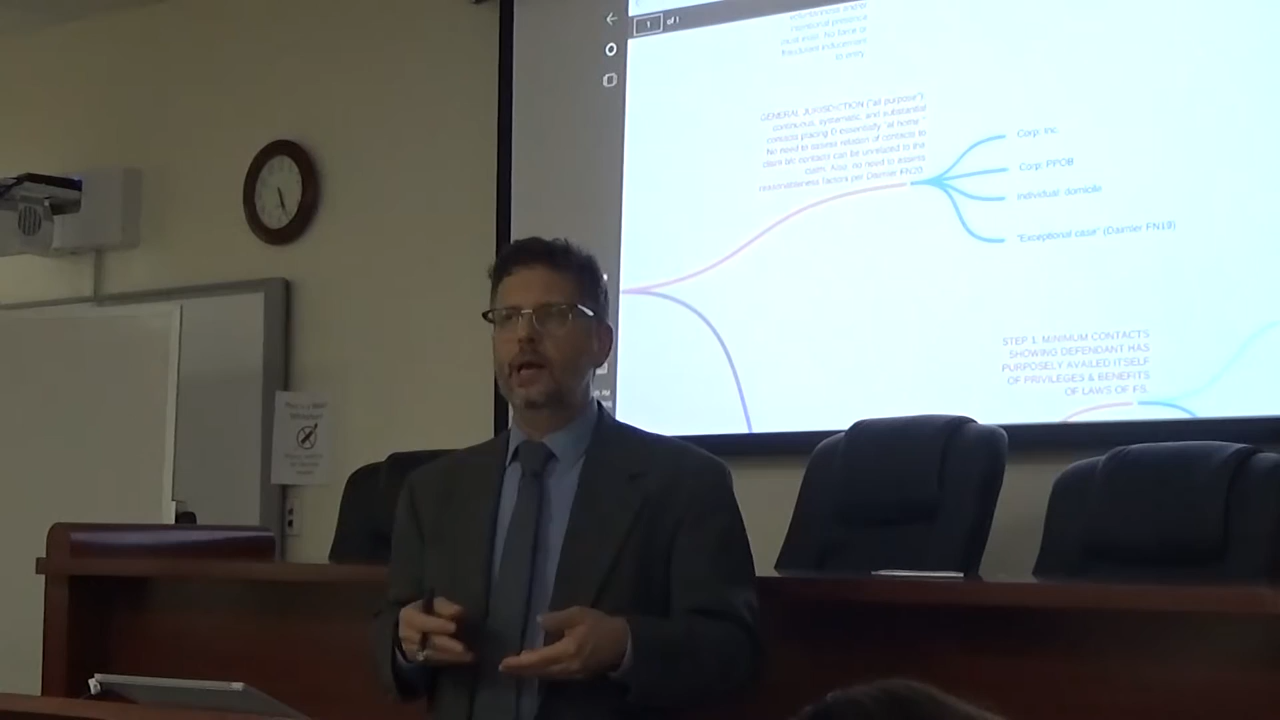 1 of 1
intentional presence
must exist. No force or
fraudulent inducement
to entry.
GENERAL JURISDICTION ("all purpose")
continuous, systematic, and substantial
contacts placing D essentially "at home."
No need to assess relation of contacts to
claim b/c contacts can be unrelated to the
claim. Also, no need to assess
reasonableness factors per Daimler FN20.
Corp: Inc.
Corp: PPOB
Individual: domicile
"Exceptional case" (Daimler FN19)
STEP 1. MINIMUM CONTACTS
SHOWING DEFENDANT HAS
PURPOSELY AVAILED ITSELF
OF PRIVILEGES & BENEFITS
OF LAWS OF FS.